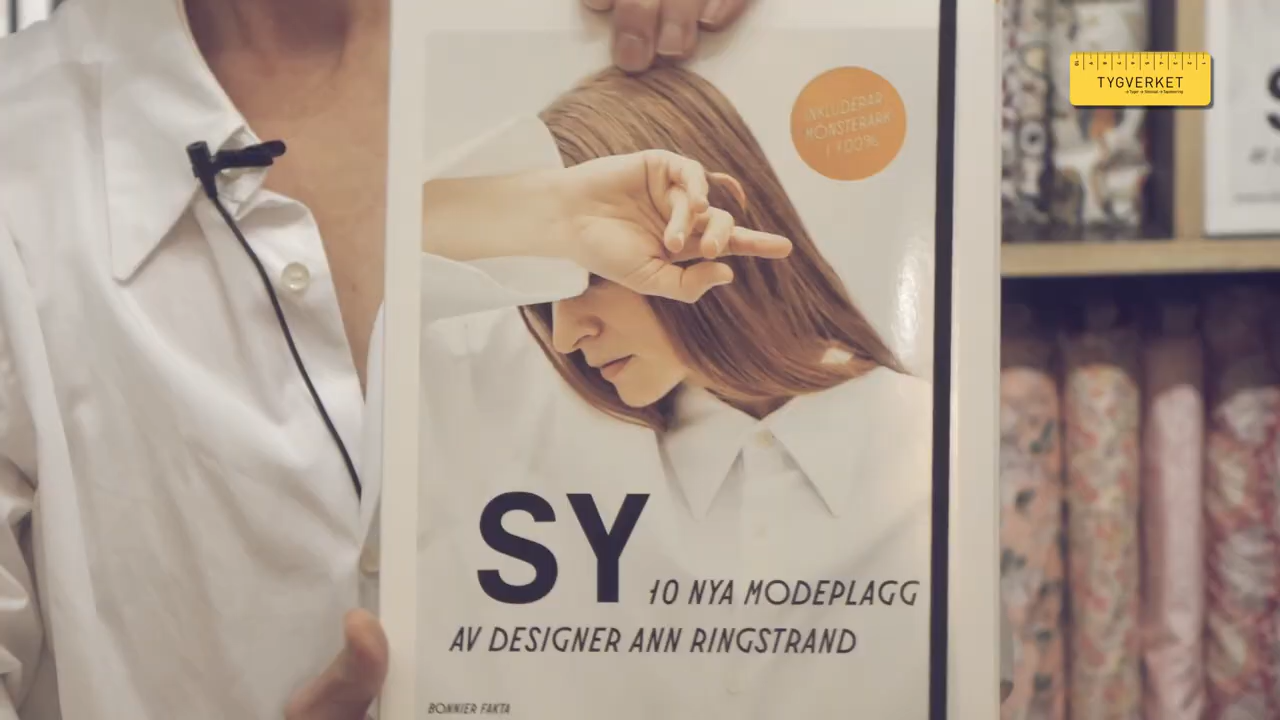 TYGVERKET
INKLUDERAR
MÖNSTERARK
I 100%
SY
10 NYA MODEPLAGG
AV DESIGNER ANN RINGSTRAND
BONNIER FAKTA